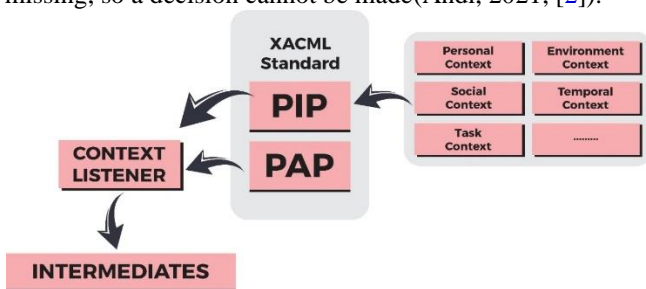 missing, so a decision cannot be made(Andi, 2021, [2]).
XACML
Standard
PIP
PAP
Personal
Context
Environment
Context
Social
Context
Temporal
Context
Task
Context
.........
CONTEXT
LISTENER
INTERMEDIATES